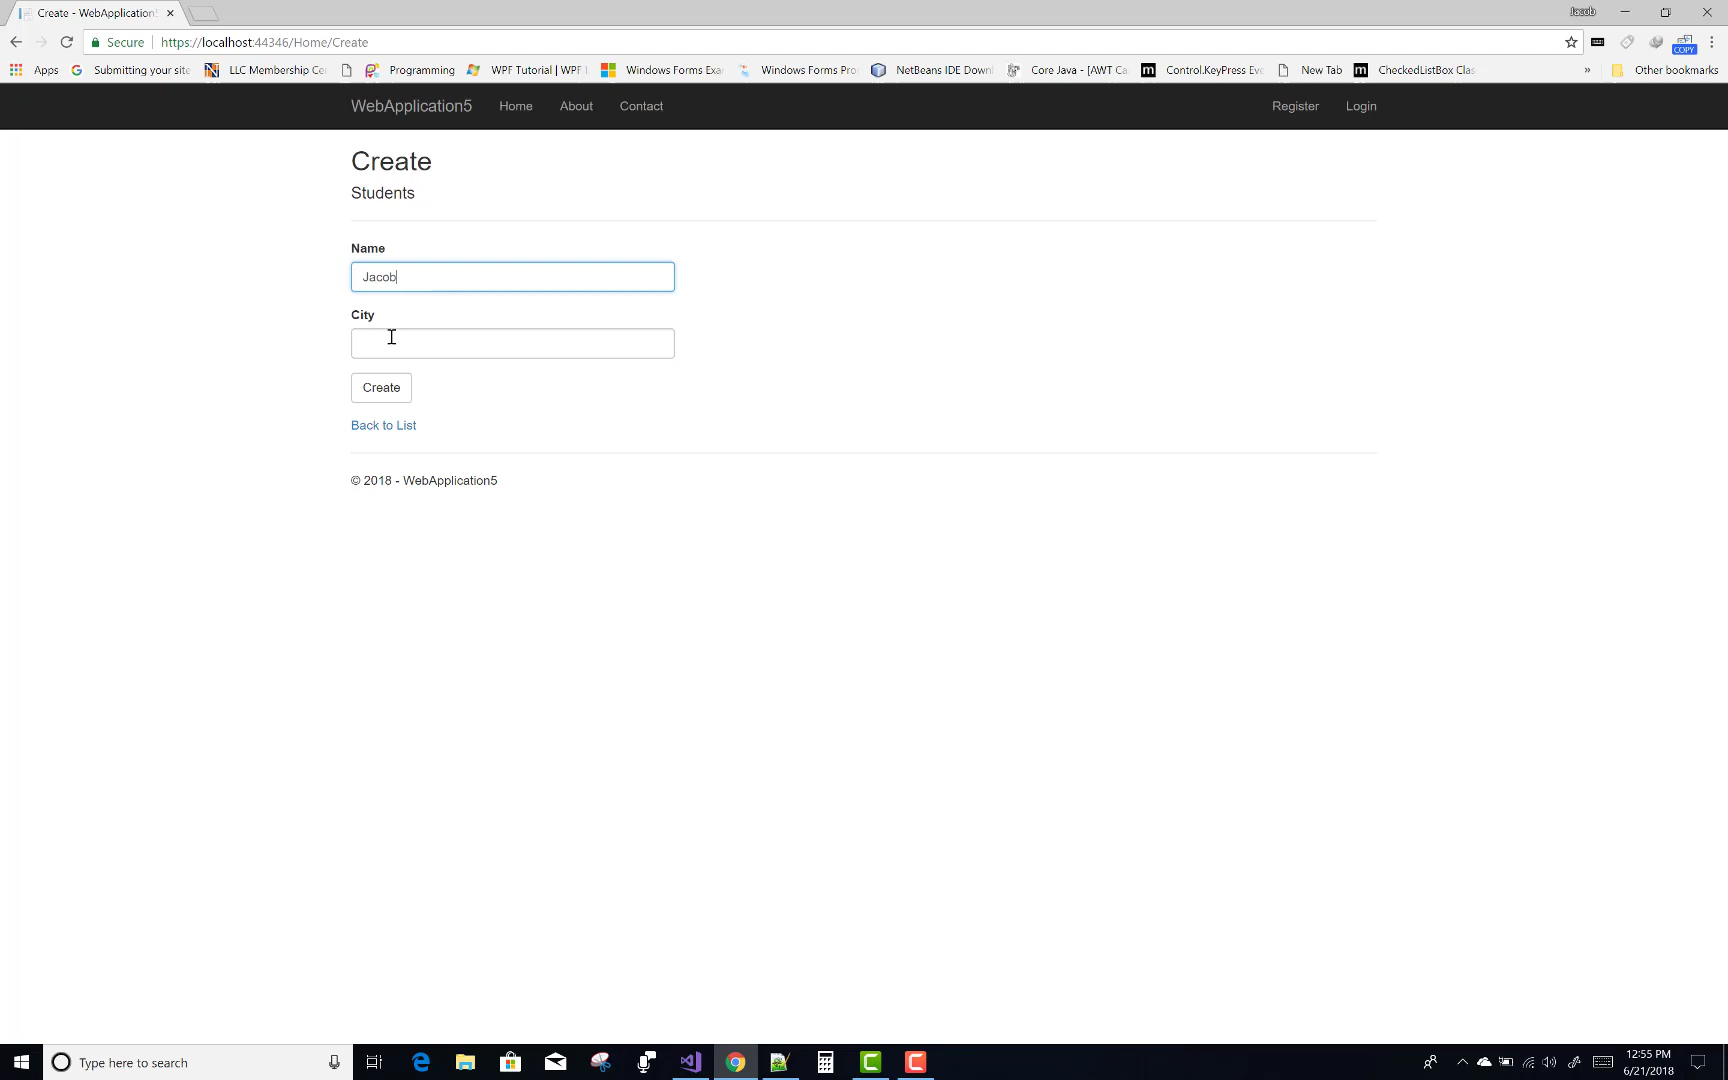 Create - WebApplication5
Jacob
Secure
https://localhost:44346/Home/Create
COPY
Apps
Submitting your site
LLC Membership Cer
Programming
WPF Tutorial | WPF
Windows Forms Exa
Windows Forms Pro
NetBeans IDE Down
Core Java - [AWT Ca
Control.KeyPress Eve
New Tab
CheckedListBox Clas
»
Other bookmarks
WebApplication5
Home
About
Contact
Register
Login
Create
Students
Name
Jacob
City
Create
Back to List
© 2018 - WebApplication5
Type here to search
12:55 PM
6/21/2018